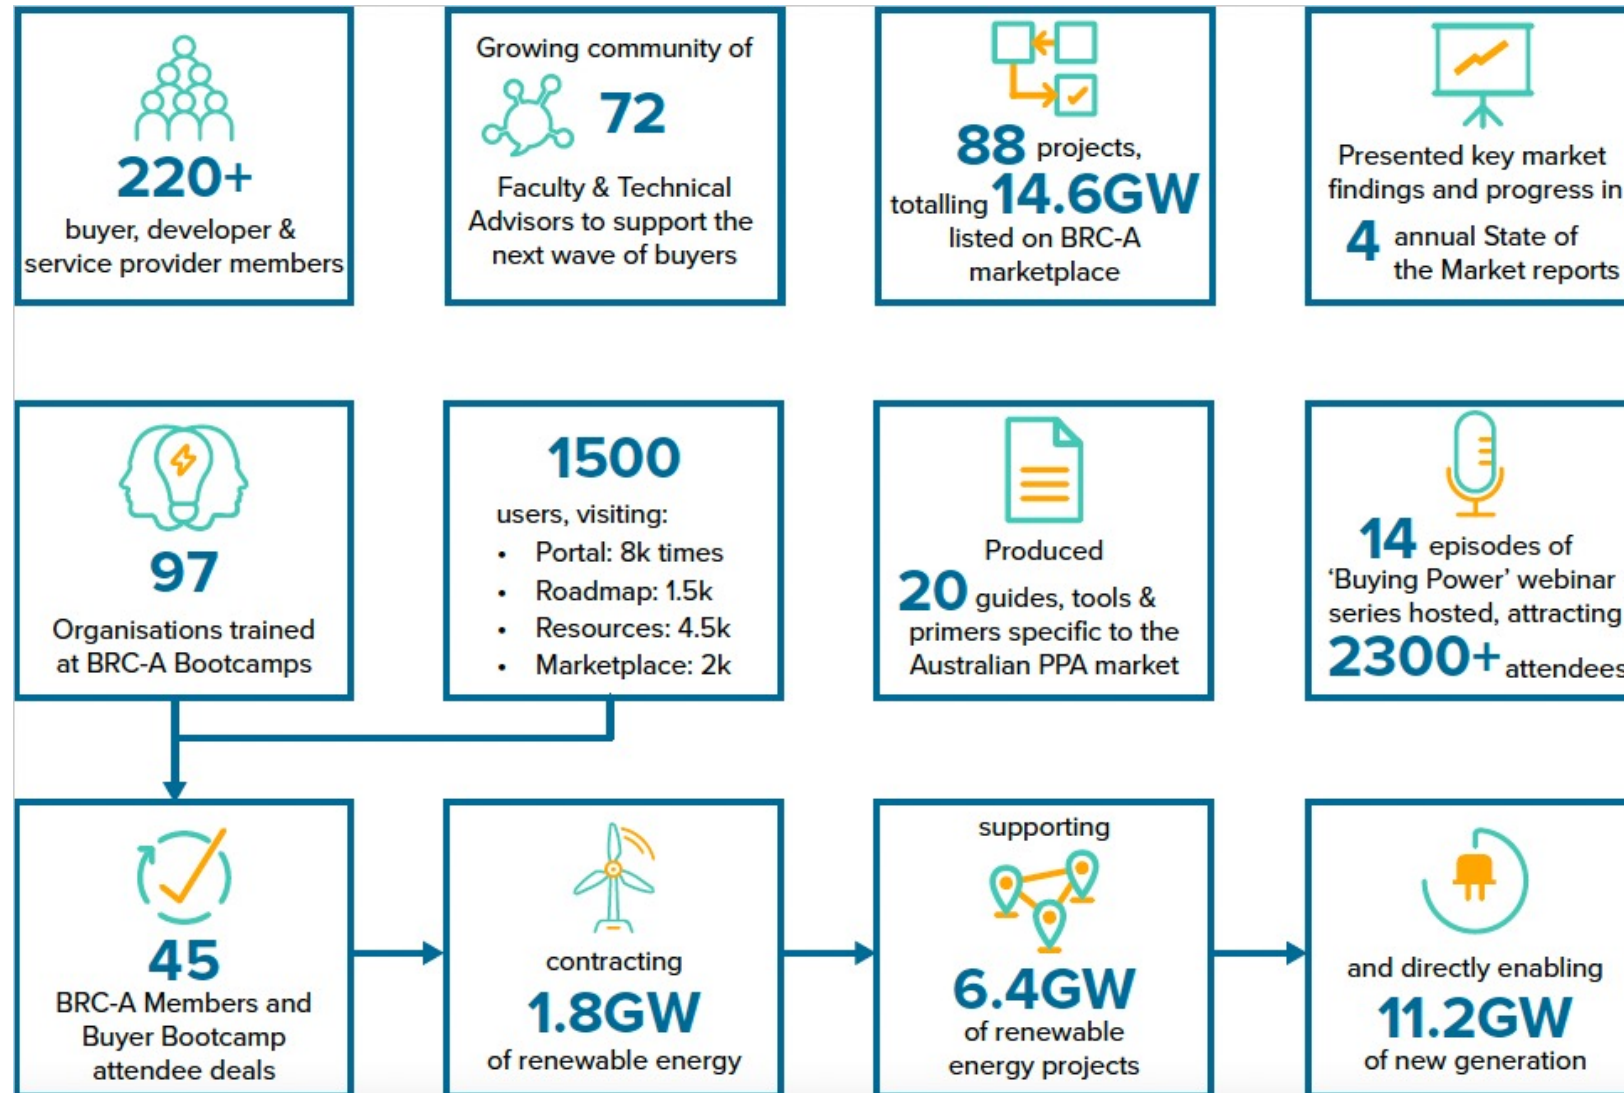 220+
buyer, developer &
service provider members
Growing community of
72
Faculty & Technical
Advisors to support the
next wave of buyers
88 projects,
totalling 14.6GW
listed on BRC-A
marketplace
Presented key market
findings and progress in
4 annual State of
the Market reports
97
Organisations trained
at BRC-A Bootcamps
1500
users, visiting:
• Portal: 8k times
• Roadmap: 1.5k
• Resources: 4.5k
• Marketplace: 2k
Produced
20 guides, tools &
primers specific to the
Australian PPA market
14 episodes of
‘Buying Power’ webinar
series hosted, attracting
2300+ attendees
45
BRC-A Members and
Buyer Bootcamp
attendee deals
contracting
1.8GW
of renewable energy
supporting
6.4GW
of renewable
energy projects
and directly enabling
11.2GW
of new generation